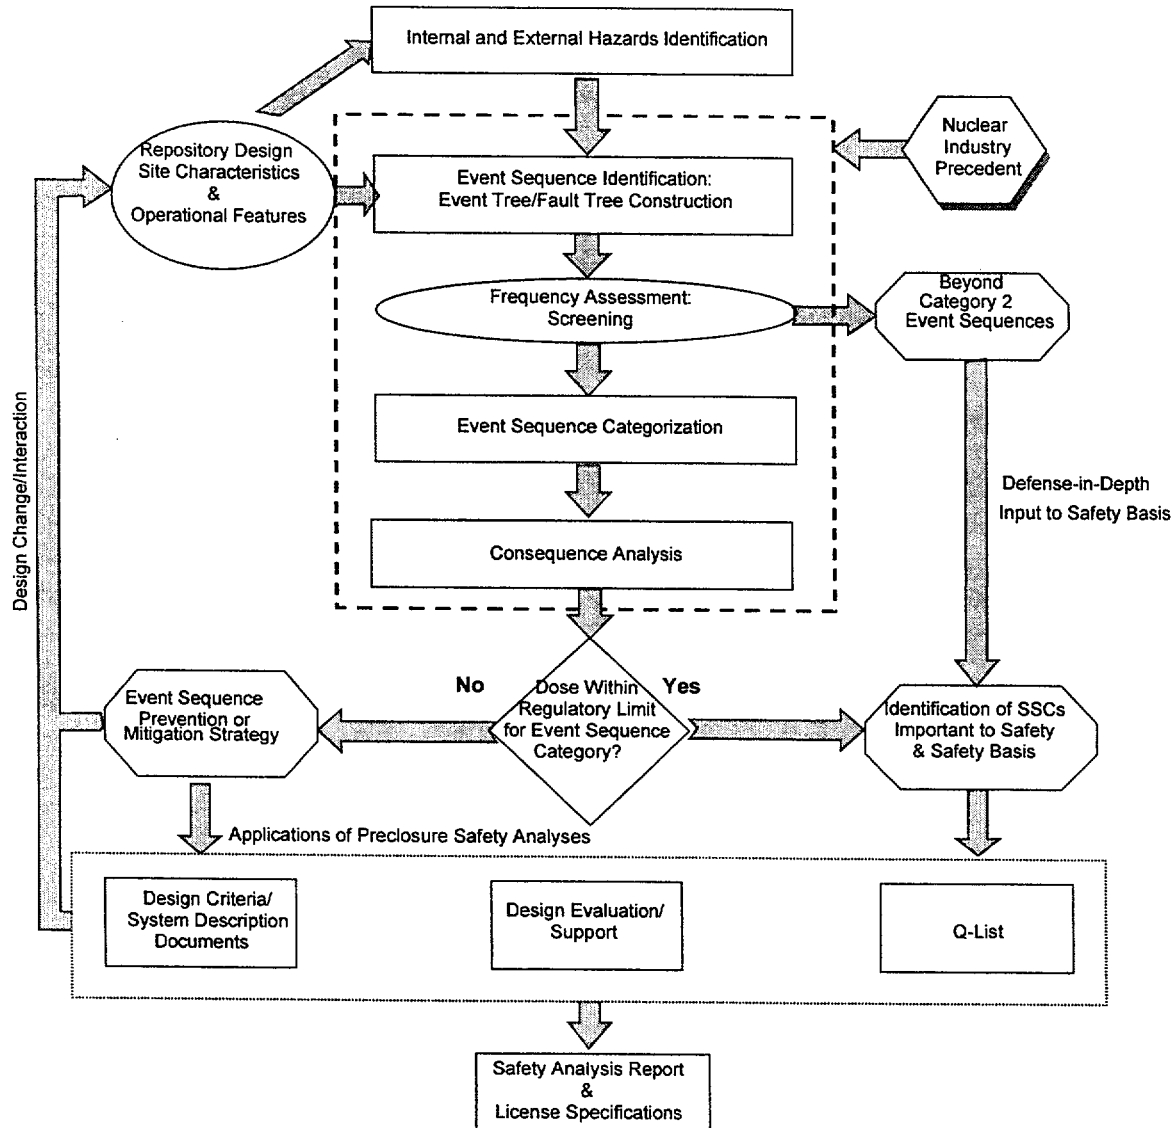 Internal and External Hazards Identification
Repository Design
Site Characteristics
&
Operational Features
Event Sequence Identification:
Event Tree/Fault Tree Construction
Nuclear
Industry
Precedent
Frequency Assessment:
Screening
Beyond
Category 2
Event Sequences
Event Sequence Categorization
Defense-in-Depth
Input to Safety Basis
Consequence Analysis
Design Change/Interaction
Event Sequence
Prevention or
Mitigation Strategy
No
Dose Within
Regulatory Limit
for Event Sequence
Category?
Yes
Identification of SSCs
Important to Safety
& Safety Basis
Applications of Preclosure Safety Analyses
Design Criteria/
System Description
Documents
Design Evaluation/
Support
Q-List
Safety Analysis Report
&
License Specifications